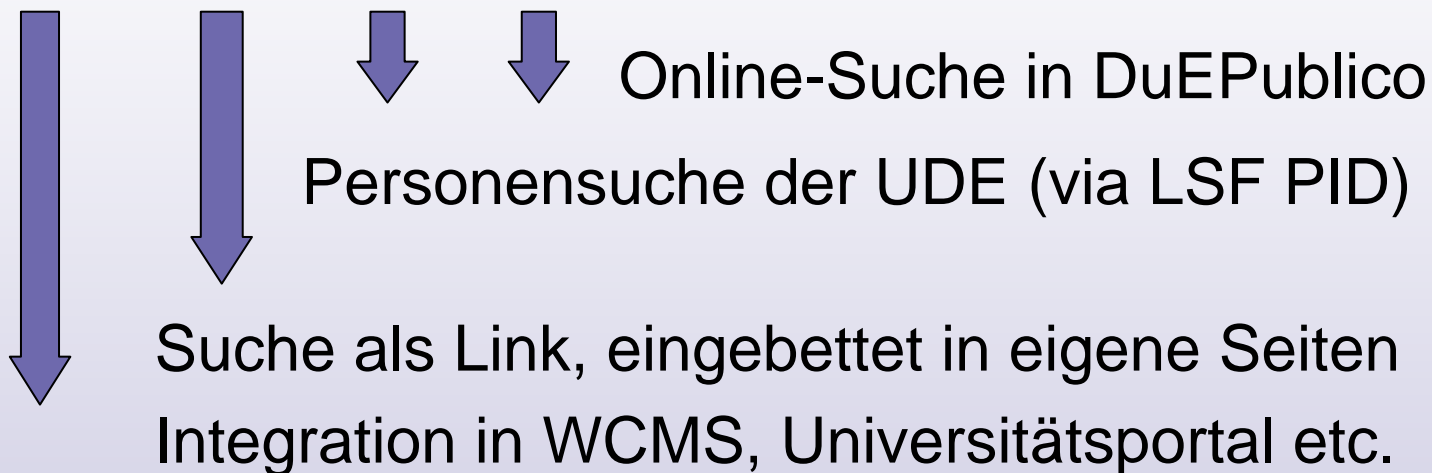 Online-Suche in DuEPublico
Personensuche der UDE (via LSF PID)
Suche als Link, eingebettet in eigene Seiten
Integration in WCMS, Universitätsportal etc.